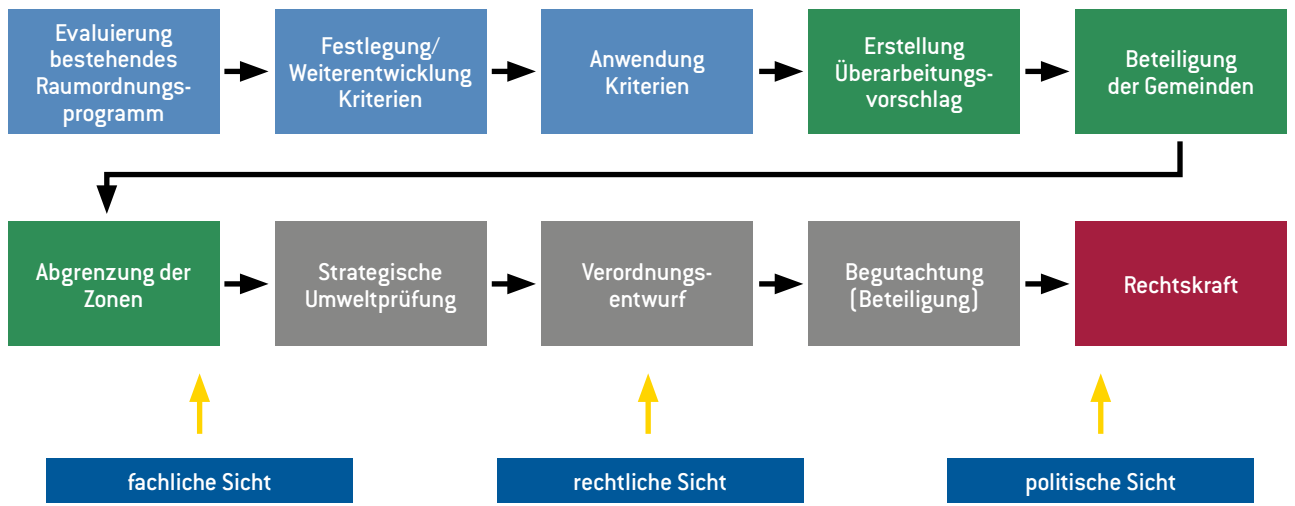 Evaluierung
bestehendes
Raumordnungs-
programm
Festlegung/
Weiterentwicklung
Kriterien
Anwendung
Kriterien
Erstellung
Überarbeitungs-
vorschlag
Beteiligung
der Gemeinden
Abgrenzung der
Zonen
Strategische
Umweltprüfung
Verordnungs-
entwurf
Begutachtung
(Beteiligung)
Rechtskraft
fachliche Sicht
rechtliche Sicht
politische Sicht